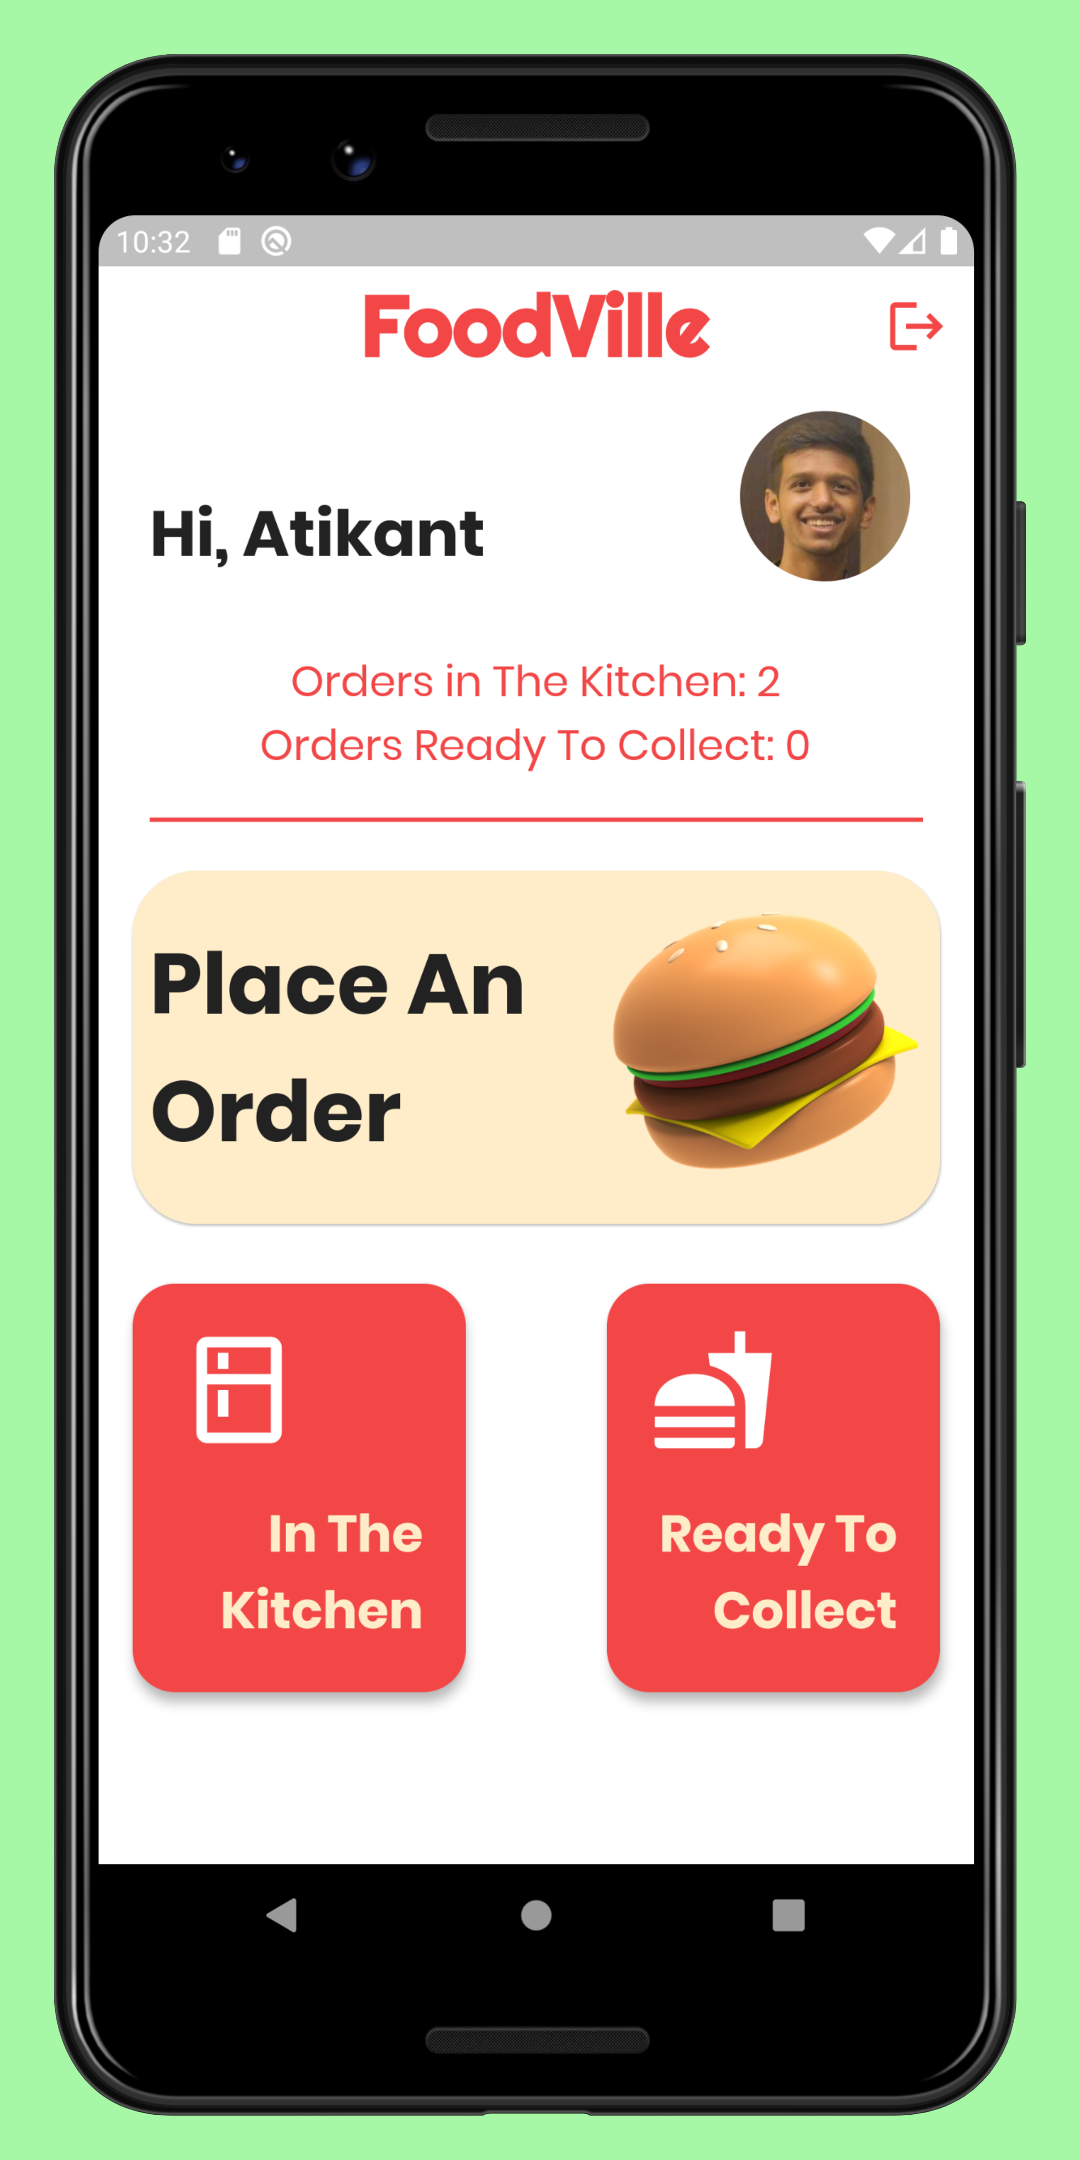 10:32
FoodVille
Hi, Atikant
Orders in The Kitchen: 2
Orders Ready To Collect: 0
Place An
Order
In The
Kitchen
Ready To
Collect